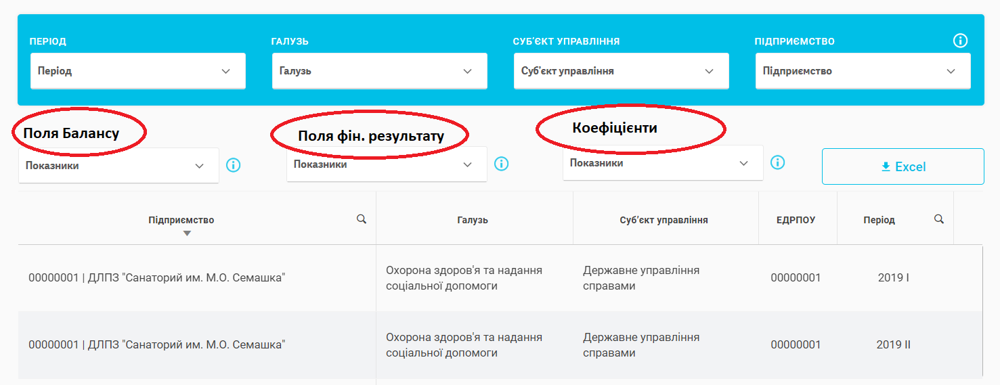 ПЕРІОД
ГАЛУЗЬ
СУБ'ЄКТ УПРАВЛІННЯ
ПІДПРИЄМСТВО
Період
Галузь
Суб'єкт управління
Підприємство
Поля Балансу
Поля фін. результату
Коефіцієнти
Показники
Показники
Показники
Excel
Підприємство
Галузь
Суб'єкт управління
ЕДРПОУ
Період
00000001 | ДЛПЗ "Санаторий им. М.О. Семашка"
Охорона здоров'я та надання
соціальної допомоги
Державне управління
справами
00000001
2019 I
00000001 | ДЛПЗ "Санаторий им. М.О. Семашка"
Охорона здоров'я та надання
соціальної допомоги
Державне управління
справами
00000001
2019 II